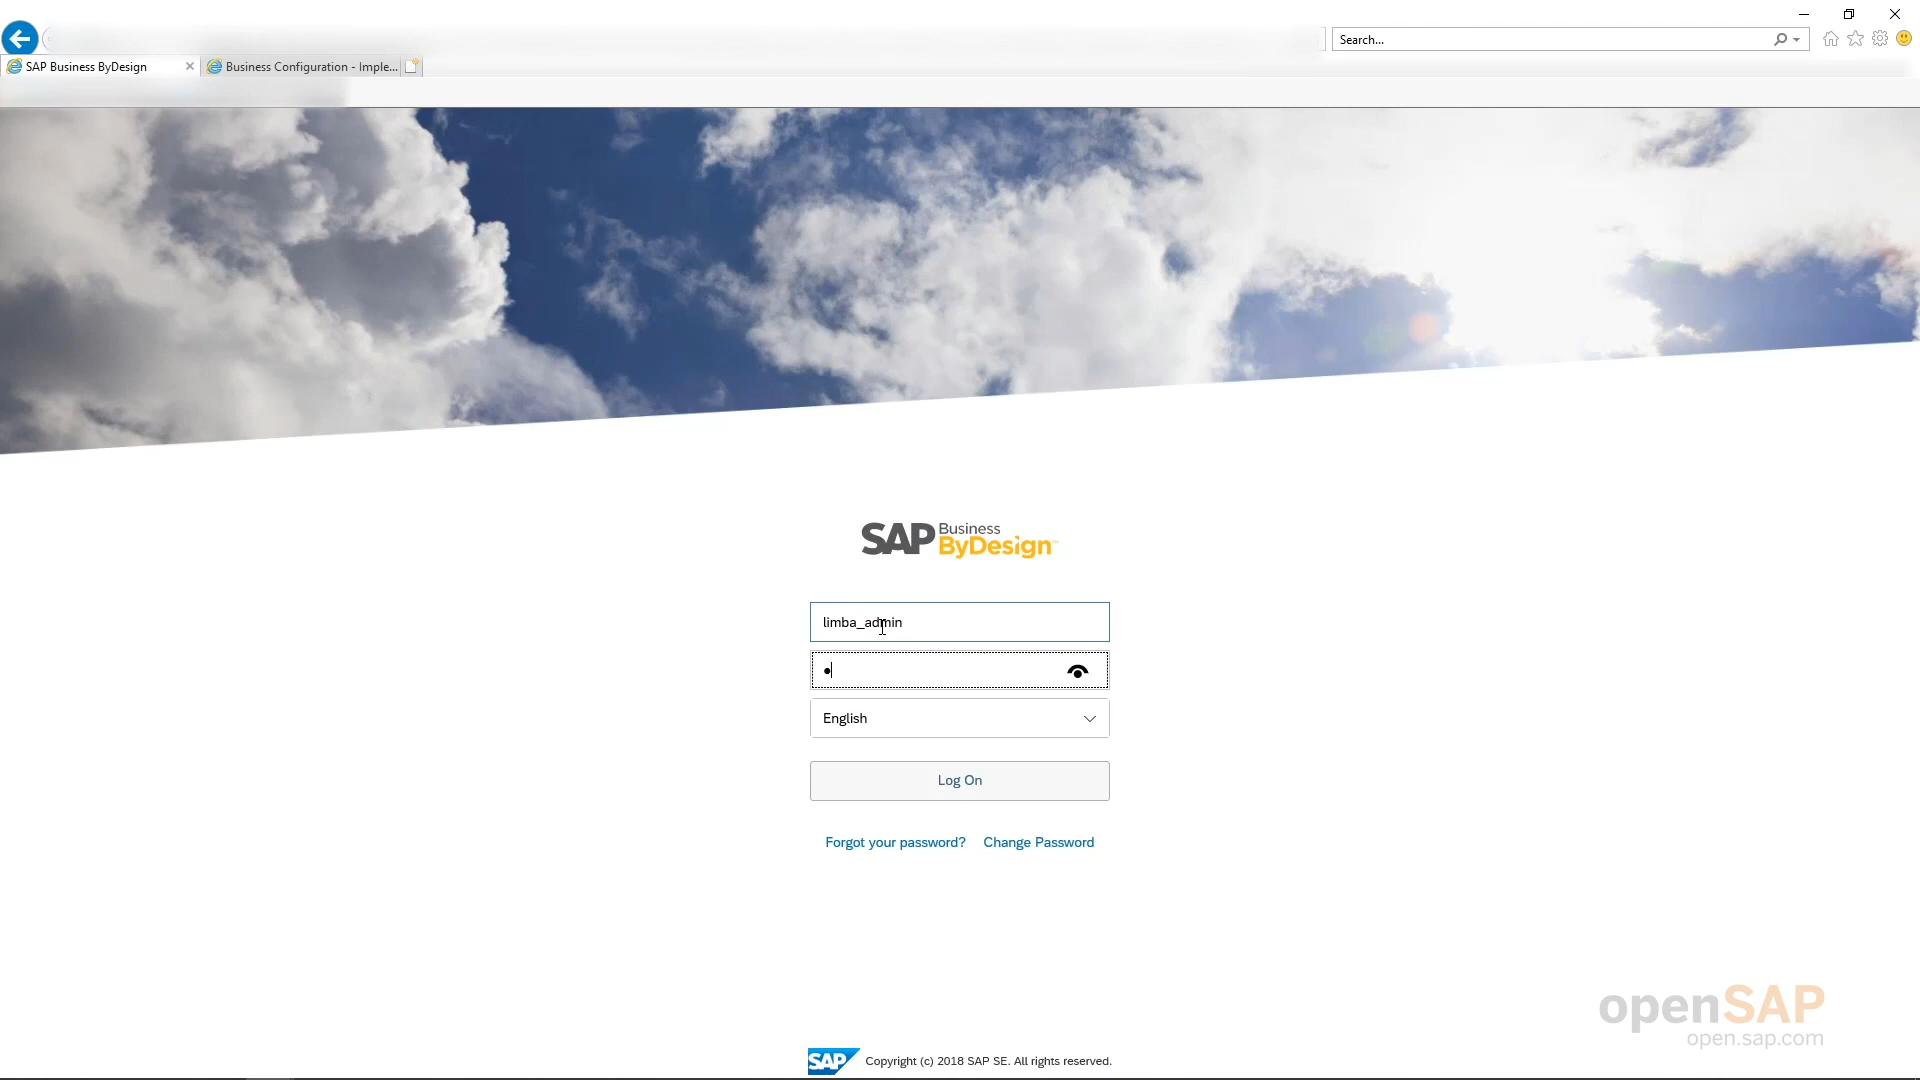 Search...
SAP Business ByDesign
Business Configuration - Imple...
SAP Business
ByDesign™
limba_admin
English
Log On
Forgot your password? Change Password
openSAP
open.sap.com
SAP Copyright (c) 2018 SAP SE. All rights reserved.